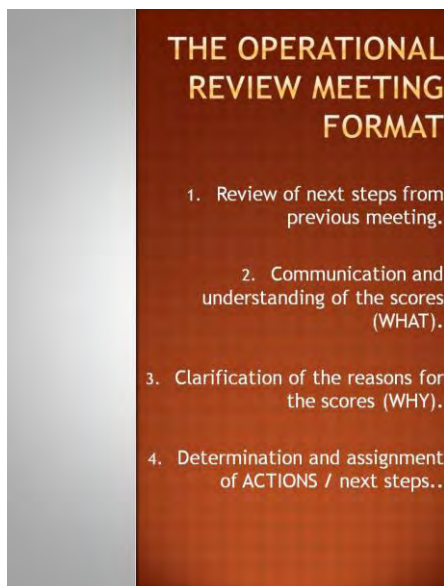 THE OPERATIONAL
REVIEW MEETING
FORMAT
1. Review of next steps from
previous meeting.
2. Communication and
understanding of the scores
(WHAT).
3. Clarification of the reasons for
the scores (WHY).
4. Determination and assignment
of ACTIONS / next steps..